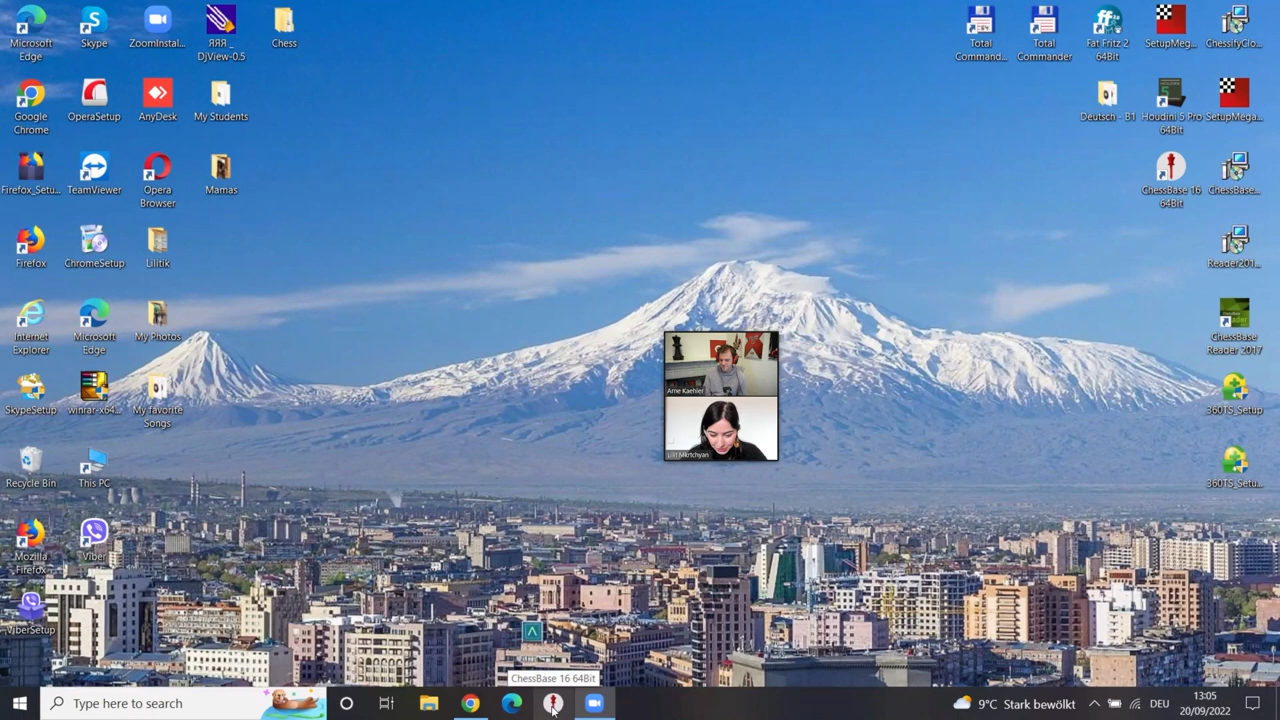 Microsoft
Edge
Skype
ZoomInstal...
ЯЯЯ _
DjView-0.5
Chess
Total
Command...
Total
Commander
Fat Fritz 2
64Bit
SetupMeg...
ChessifyClo...
Google
Chrome
OperaSetup
AnyDesk
My Students
Deutsch - B1
Houdini 5 Pro
64Bit
SetupMega...
Firefox_Setu...
TeamViewer
Opera
Browser
Mamas
ChessBase 16
64Bit
ChessBase...
Firefox
ChromeSetup
Lilitik
Reader201...
Internet
Explorer
Microsoft
Edge
My Photos
ChessBase
Reader 2017
SkypeSetup
winrar-x64...
My favorite
Songs
Arne Kaehler
Lilit Mkrtchyan
360TS_Setup
Recycle Bin
This PC
360TS_Setu...
Mozilla
Firefox
Viber
ViberSetup
ChessBase 16 64Bit
Type here to search
9°C Stark bewölkt
DEU
13:05
20/09/2022